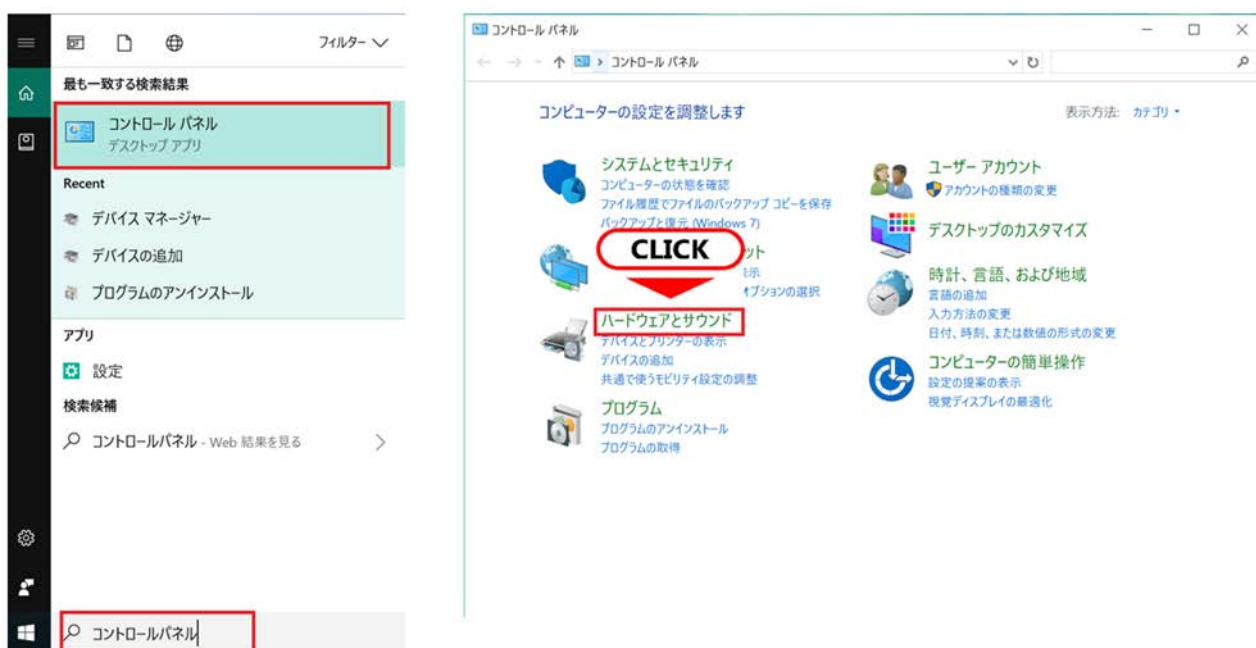 フィルター
最も一致する検索結果
コントロール パネル
デスクトップ アプリ
Recent
デバイス マネージャー
デバイスの追加
プログラムのアンインストール
アプリ
設定
検索候補
コントロールパネル - Web 結果を見る
コントロールパネル
コントロール パネル
コントロール パネル
コンピューターの設定を調整します
表示方法: カテゴリ
システムとセキュリティ
コンピューターの状態を確認
ファイル履歴でファイルのバックアップ コピーを保存
バックアップと復元 (Windows 7)
CLICK
ット
示
オプションの選択
ハードウェアとサウンド
デバイスとプリンターの表示
デバイスの追加
共通で使うモビリティ設定の調整
プログラム
プログラムのアンインストール
プログラムの取得
ユーザー アカウント
アカウントの種類の変更
デスクトップのカスタマイズ
時計、言語、および地域
言語の追加
入力方法の変更
日付、時刻、または数値の形式の変更
コンピューターの簡単操作
設定の提案の表示
視覚ディスプレイの最適化